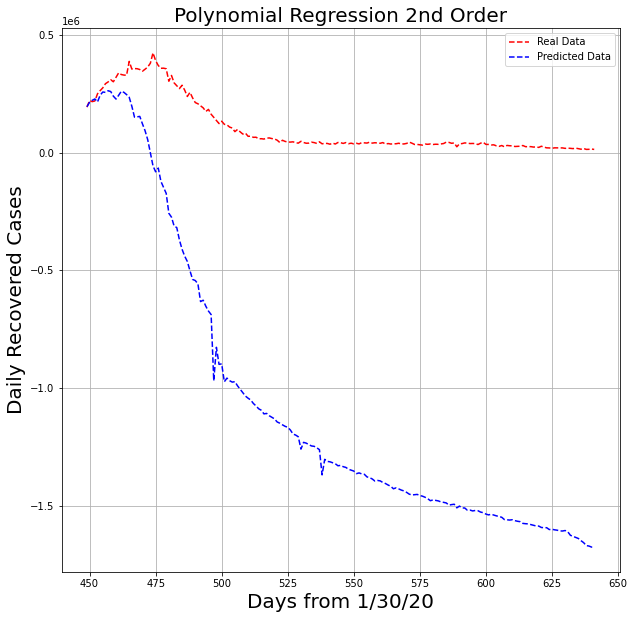 Polynomial Regression 2nd Order
1e6
Real Data
Predicted Data
0.5
0.0
−0.5
−1.0
−1.5
Daily Recovered Cases
450 475 500 525 550 575 600 625 650
Days from 1/30/20